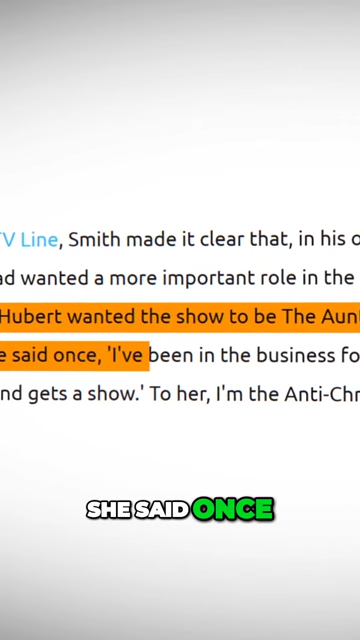 TV Line, Smith made it clear that, in his o
ad wanted a more important role in the
Hubert wanted the show to be The Aunt
e said once, 'I've been in the business fo
nd gets a show.' To her, I'm the Anti-Chr
SHE SAID ONCE